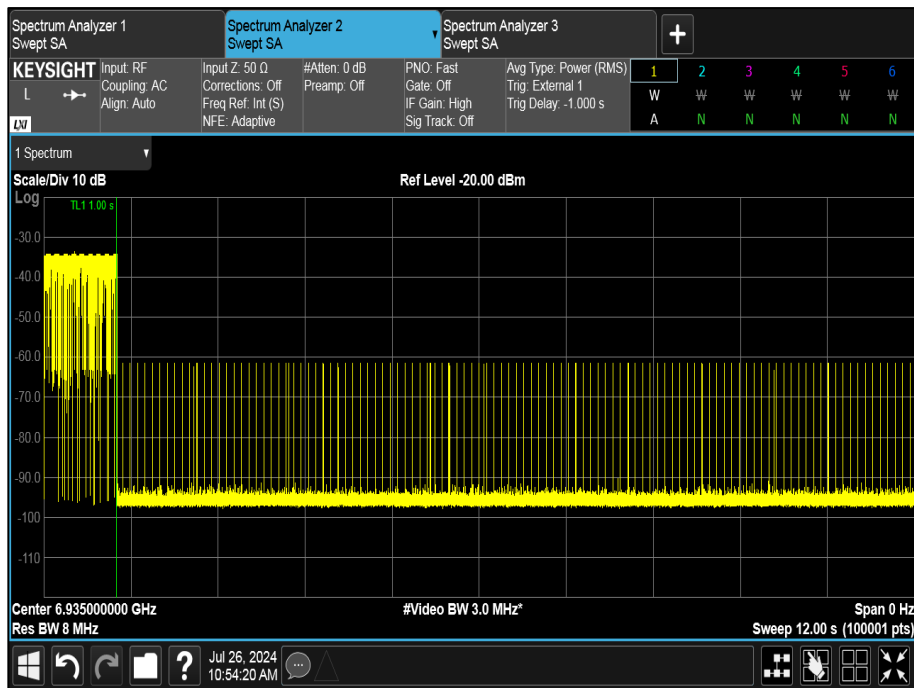 Spectrum Analyzer 1
Swept SA
Spectrum Analyzer 2
Swept SA
Spectrum Analyzer 3
Swept SA
KEYSIGHT
L
LXI
Input: RF
Coupling: AC
Align: Auto
Input Z: 50 Ω
Corrections: Off
Freq Ref: Int (S)
NFE: Adaptive
#Atten: 0 dB
Preamp: Off
PNO: Fast
Gate: Off
IF Gain: High
Sig Track: Off
Avg Type: Power (RMS)
Trig: External 1
Trig Delay: -1.000 s
1 2 3 4 5 6
W W W W W W
A N N N N N
1 Spectrum
Scale/Div 10 dB
Ref Level -20.00 dBm
Log
TL1 1.00 s
-30.0
-40.0
-50.0
-60.0
-70.0
-80.0
-90.0
-100
-110
Center 6.935000000 GHz
#Video BW 3.0 MHz*
Span 0 Hz
Res BW 8 MHz
Sweep 12.00 s (100001 pts)
?
Jul 26, 2024
10:54:20 AM